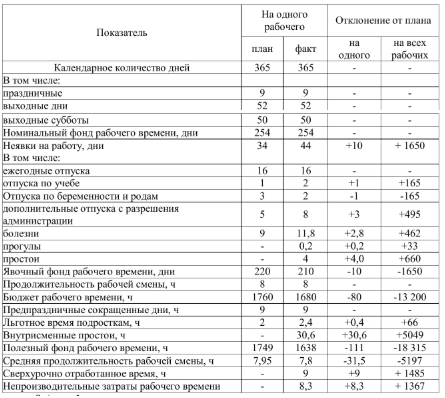 Показатель На одного рабочего Отклонение от плана
план факт на одного на всех рабочих
Календарное количество дней 365 365 - -
В том числе:
праздничные 9 9 - -
выходные дни 52 52 - -
выходные субботы 50 50 - -
Номинальный фонд рабочего времени, дни 254 254 - -
Неявки на работу, дни 34 44 +10 + 1650
В том числе:
ежегодные отпуска 16 16 - -
отпуска по учебе 1 2 +1 +165
Отпуска по беременности и родам 3 2 -1 -165
дополнительные отпуска с разрешения
администрации 5 8 +3 +495
болезни 9 11,8 +2,8 +462
прогулы - 0,2 +0,2 +33
простои - 4 +4,0 +660
Явочный фонд рабочего времени, дни 220 210 -10 -1650
Продолжительность рабочей смены, ч 8 8 - -
Бюджет рабочего времени, ч 1760 1680 -80 -13 200
Предпраздничные сокращенные дни, ч 9 9 - -
Льготное время подросткам, ч 2 2,4 +0,4 +66
Внутрисменные простои, ч - 30,6 +30,6 +5049
Полезный фонд рабочего времени, ч 1749 1638 -111 -18 315
Средняя продолжительность рабочей смены, ч 7,95 7,8 -31,5 -5197
Сверхурочно отработанное время, ч - 9 +9 + 1485
Непроизводительные затраты рабочего времени - 8,3 +8,3 + 1367